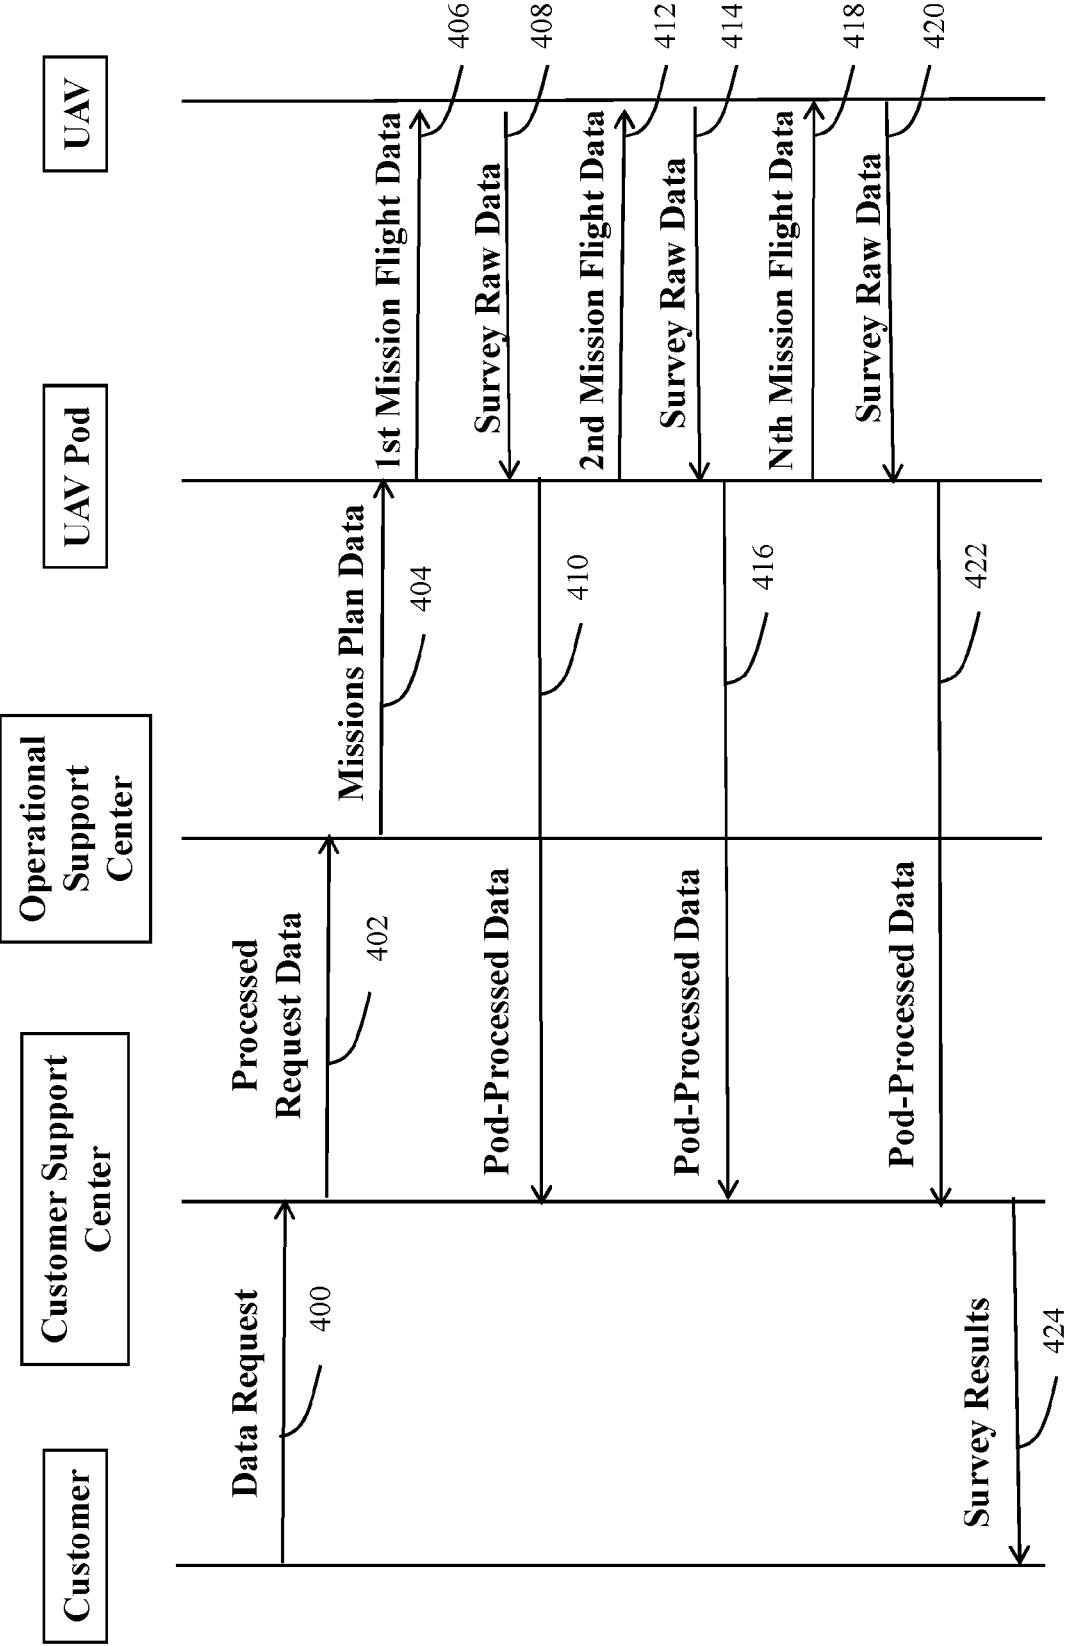 Customer
Customer Support
Center
Operational
Support
Center
UAV Pod
UAV
Data Request
400
Processed
Request Data
402
Missions Plan Data
404
1st Mission Flight Data
406
Survey Raw Data
408
Pod-Processed Data
410
2nd Mission Flight Data
412
Survey Raw Data
414
Pod-Processed Data
416
Nth Mission Flight Data
418
Survey Raw Data
420
Pod-Processed Data
422
Survey Results
424